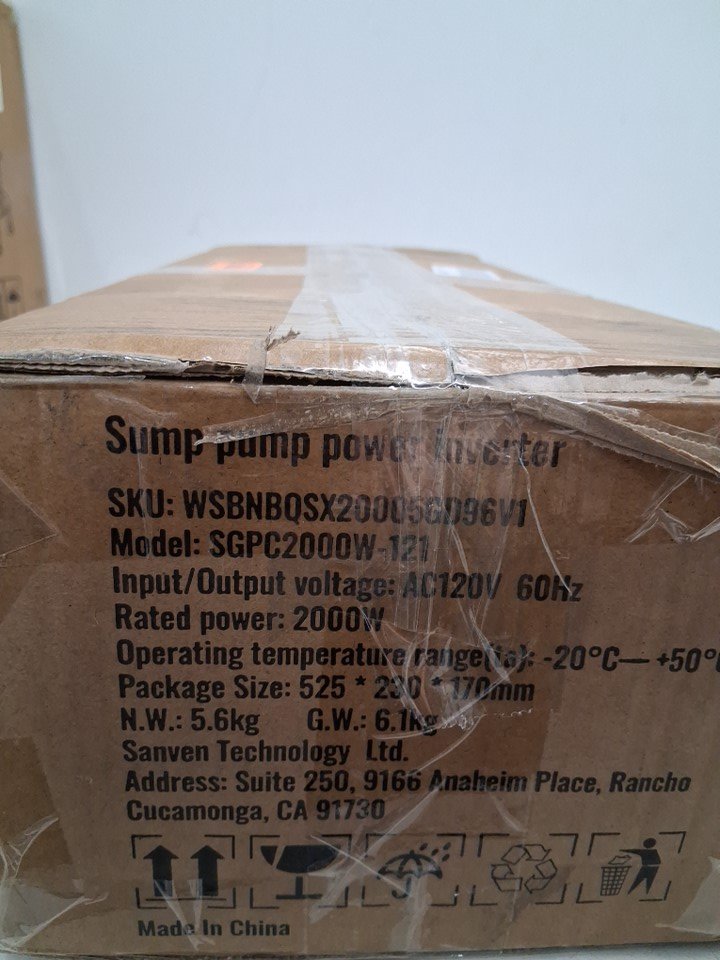 Sump pump power inverter
SKU: WSBNBQSX20005GD96V1
Model: SGPC2000W-121
Input/Output voltage: AC120V 60Hz
Rated power: 2000W
Operating temperature range(ta): -20°C— +50°C
Package Size: 525 * 230 * 170mm
N.W.: 5.6kg G.W.: 6.1kg
Sanven Technology Ltd.
Address: Suite 250, 9166 Anaheim Place, Rancho
Cucamonga, CA 91730
Made In China